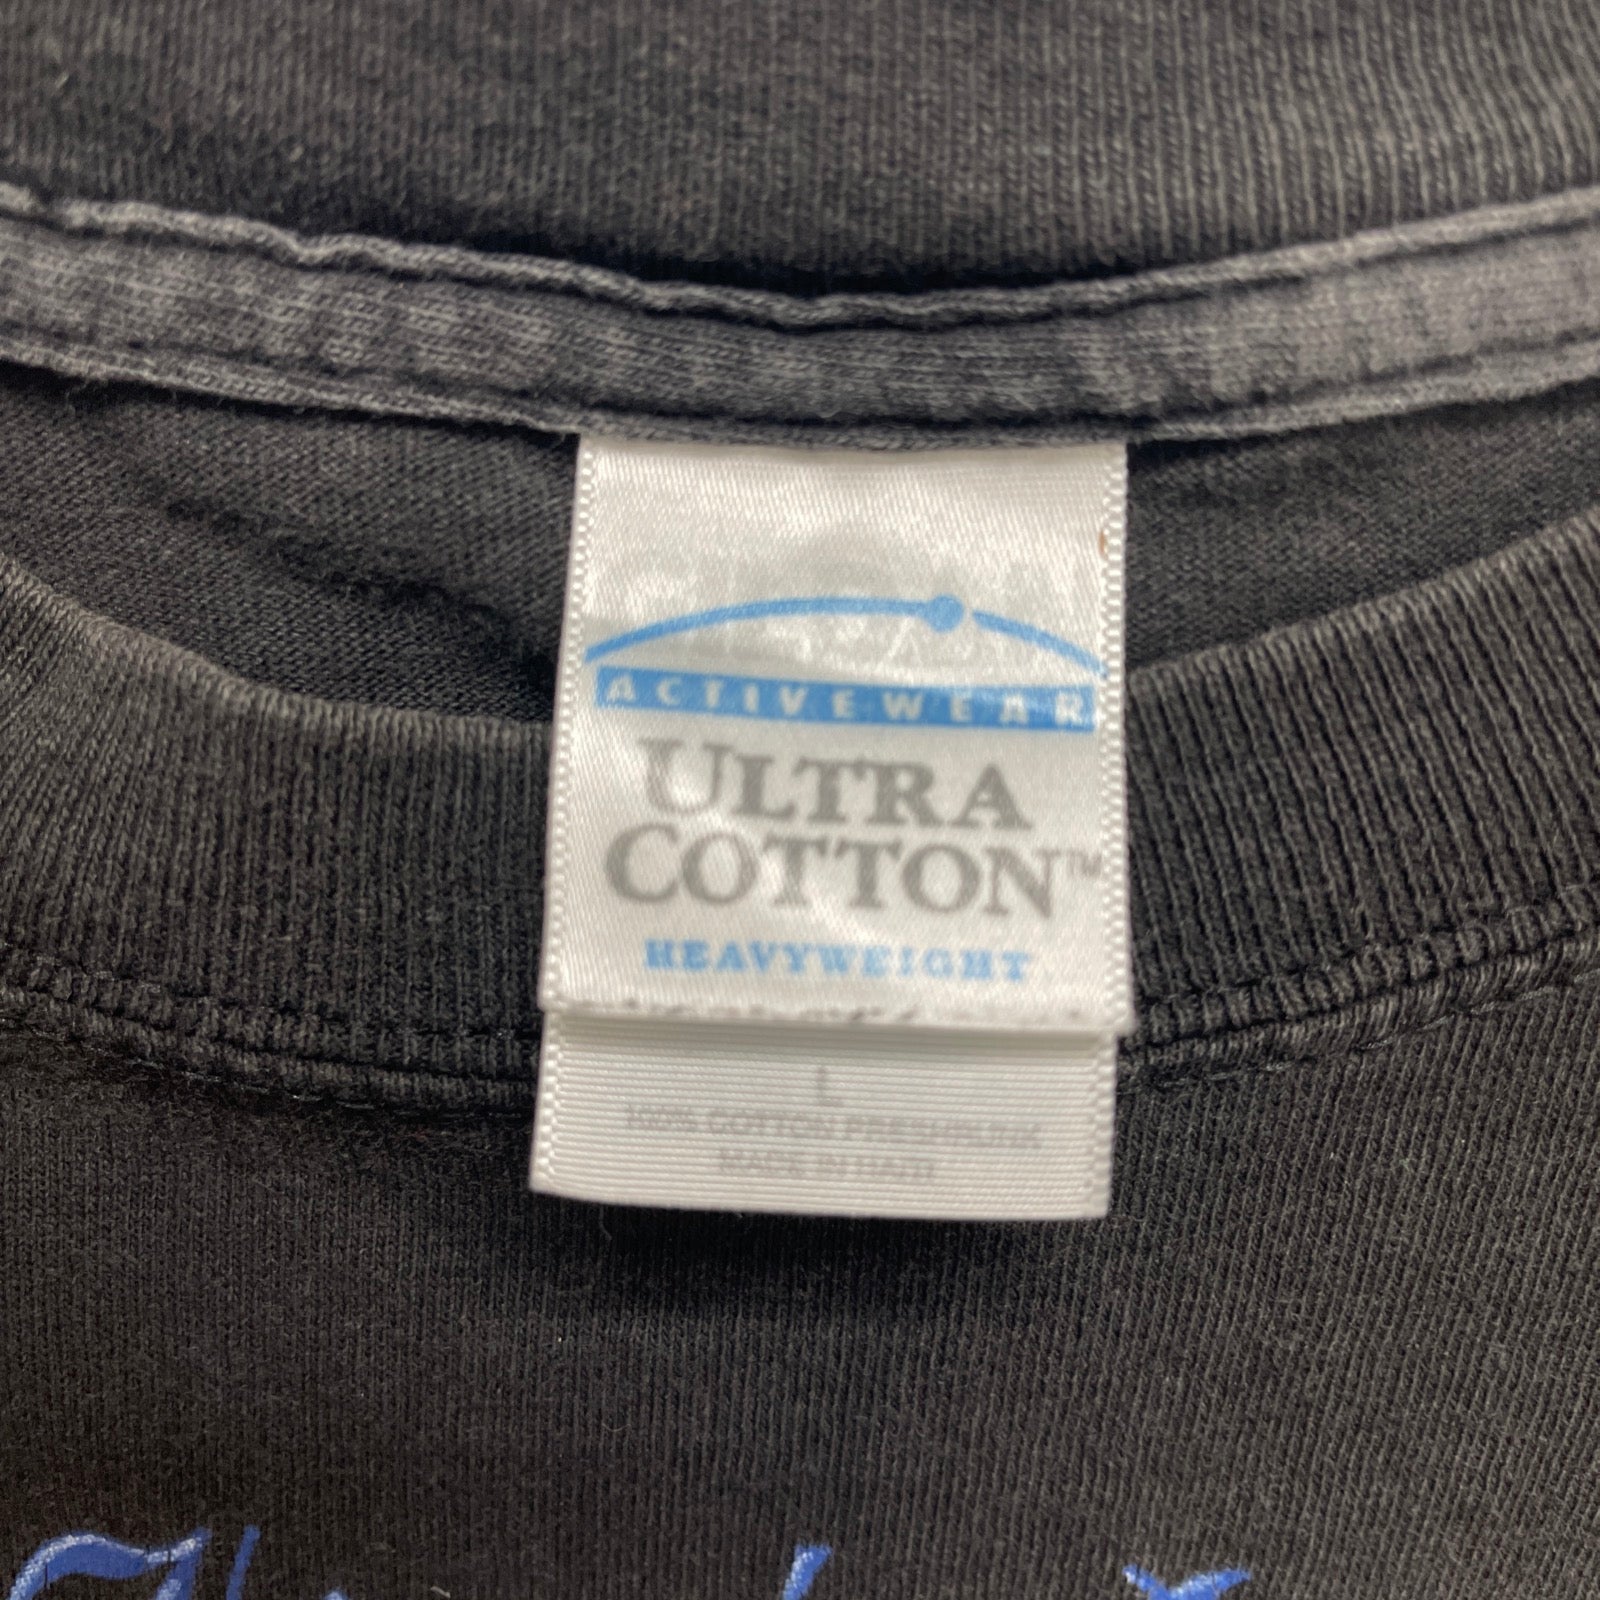 ACTIVEWEAR
ULTRA
COTTON™
HEAVYWEIGHT
L
100% COTTON PRESHRUNK
MADE IN HAITI